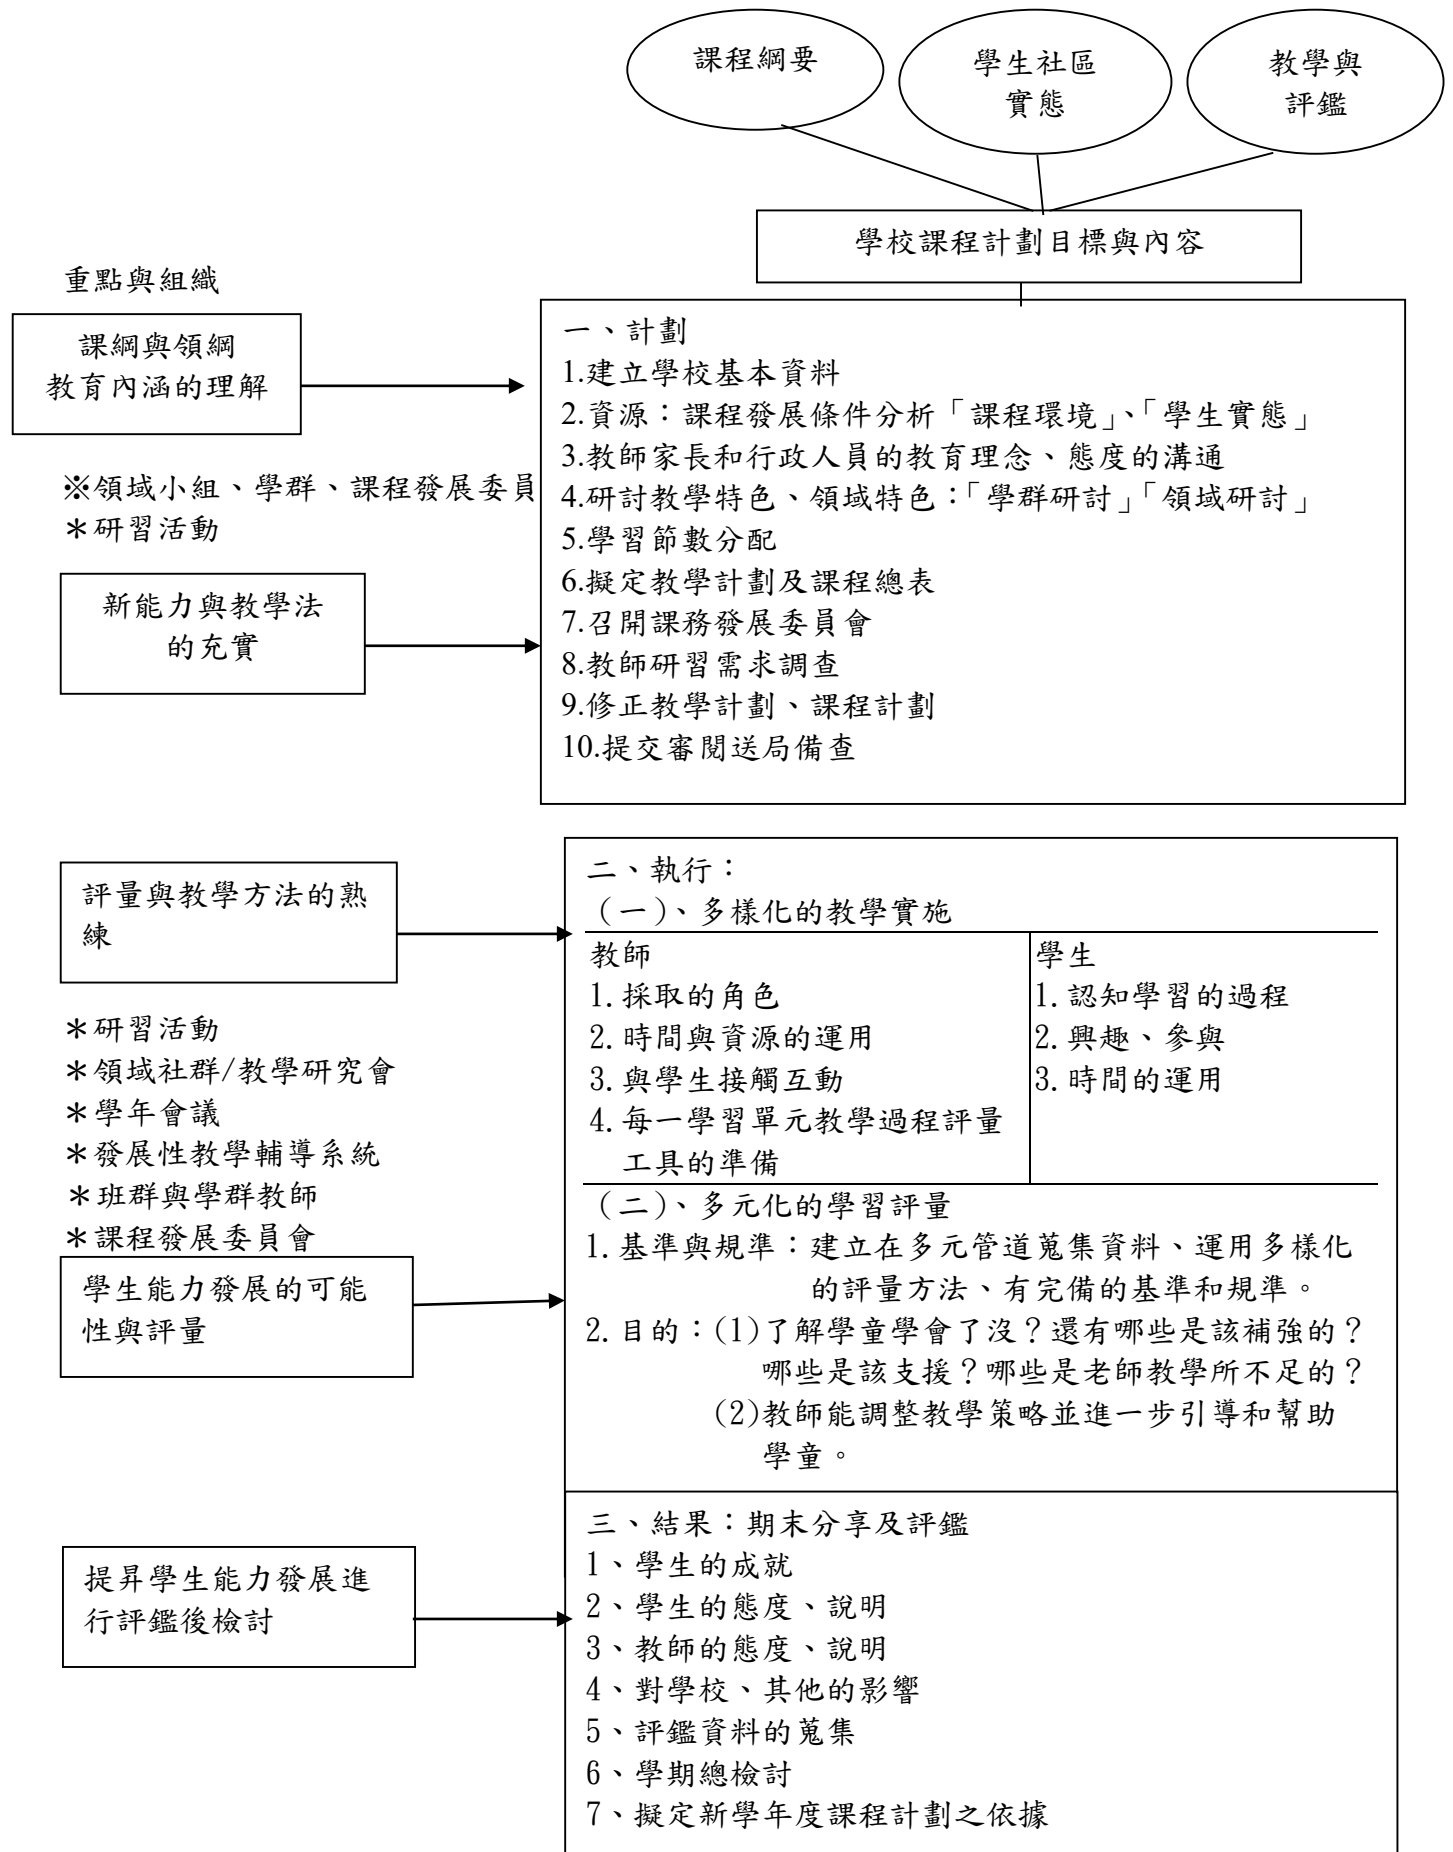 課程綱要
學生社區
實態
教學與
評鑑
學校課程計劃目標與內容
重點與組織
課綱與領綱
教育內涵的理解
※領域小組、學群、課程發展委員
＊研習活動
新能力與教學法
的充實
一、計劃
1.建立學校基本資料
2.資源：課程發展條件分析「課程環境」、「學生實態」
3.教師家長和行政人員的教育理念、態度的溝通
4.研討教學特色、領域特色：「學群研討」「領域研討」
5.學習節數分配
6.擬定教學計劃及課程總表
7.召開課務發展委員會
8.教師研習需求調查
9.修正教學計劃、課程計劃
10.提交審閱送局備查
評量與教學方法的熟
練
＊研習活動
＊領域社群/教學研究會
＊學年會議
＊發展性教學輔導系統
＊班群與學群教師
＊課程發展委員會
學生能力發展的可能
性與評量
二、執行：
（一）、多樣化的教學實施
教師
1.採取的角色
2.時間與資源的運用
3.與學生接觸互動
4.每一學習單元教學過程評量
工具的準備
學生
1.認知學習的過程
2.興趣、參與
3.時間的運用
（二）、多元化的學習評量
1.基準與規準：建立在多元管道蒐集資料、運用多樣化
的評量方法、有完備的基準和規準。
2.目的：(1)了解學童學會了沒？還有哪些是該補強的？
哪些是該支援？哪些是老師教學所不足的？
(2)教師能調整教學策略並進一步引導和幫助
學童。
提昇學生能力發展進
行評鑑後檢討
三、結果：期末分享及評鑑
1、學生的成就
2、學生的態度、說明
3、教師的態度、說明
4、對學校、其他的影響
5、評鑑資料的蒐集
6、學期總檢討
7、擬定新學年度課程計劃之依據